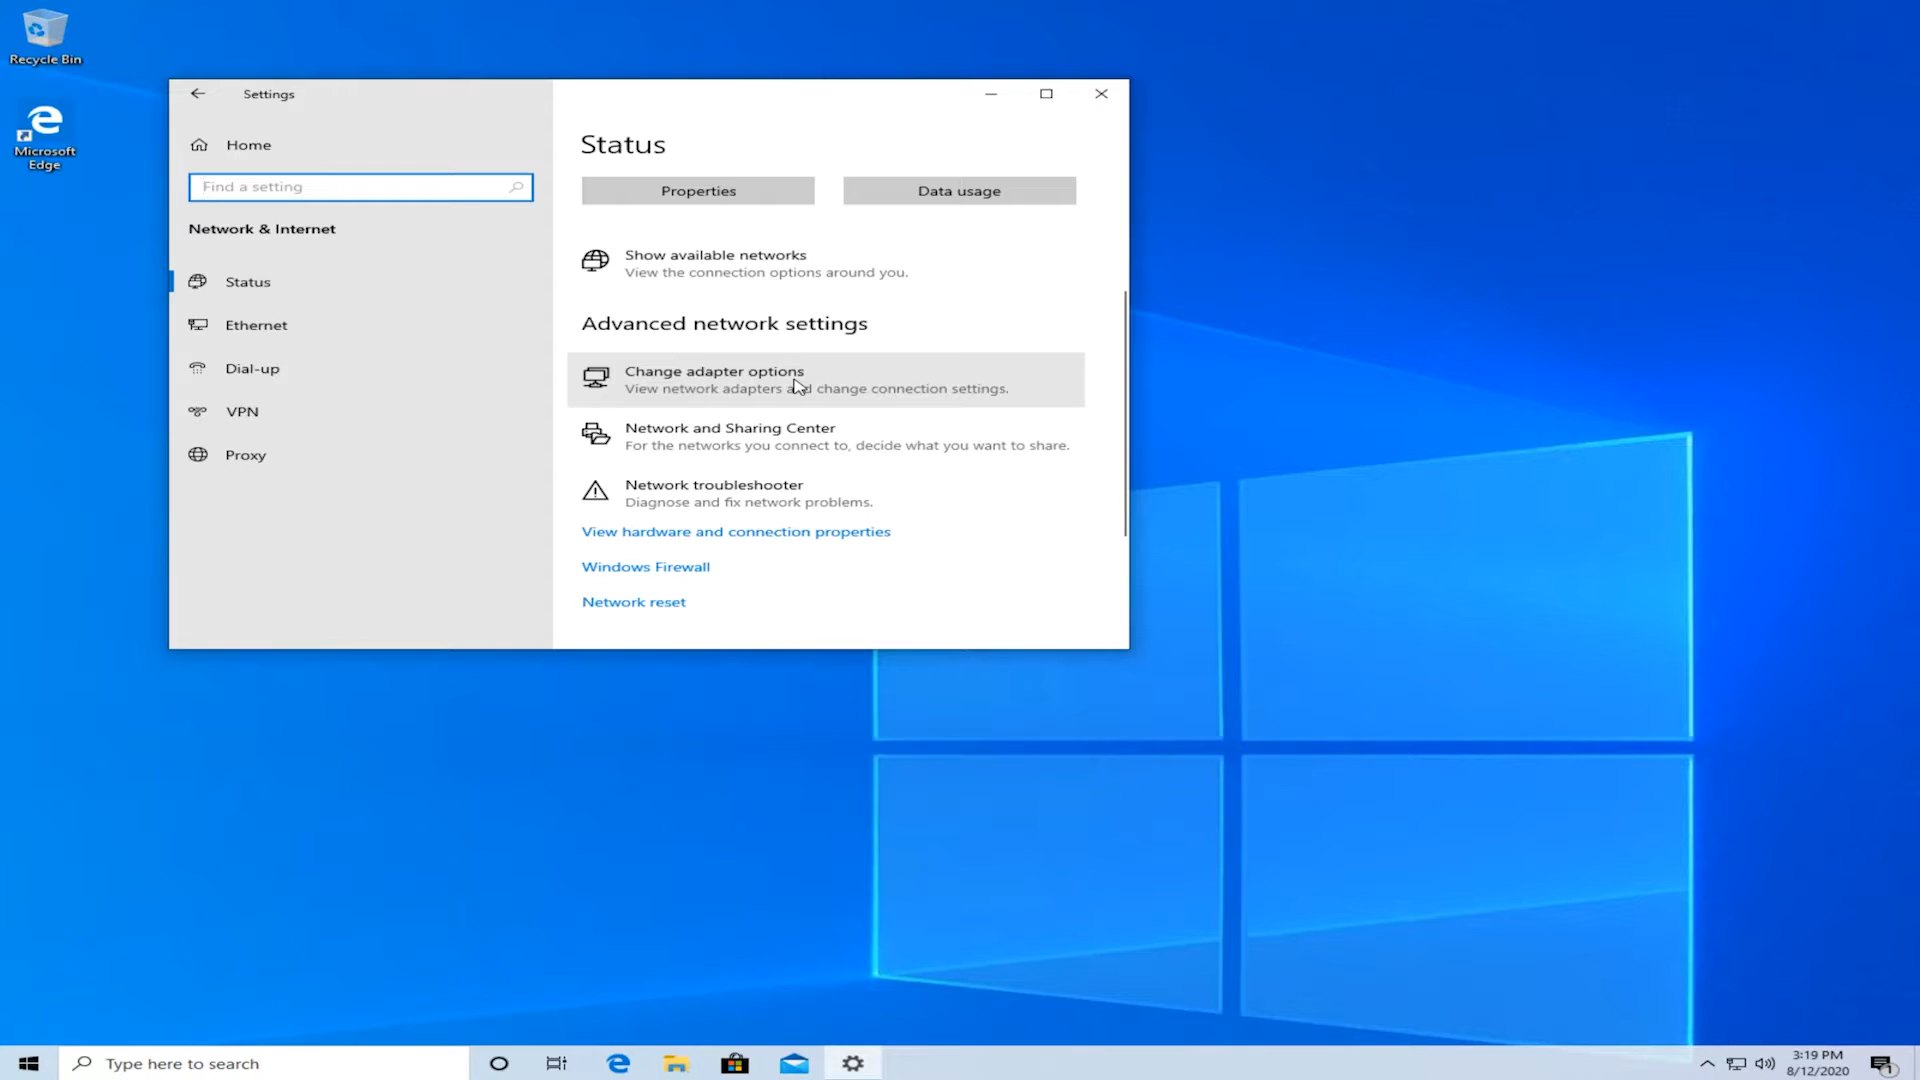 Recycle Bin
Microsoft
Edge
Settings
Home
Find a setting
Network & Internet
Status
Ethernet
Dial-up
VPN
Proxy
Status
Properties
Data usage
Show available networks
View the connection options around you.
Advanced network settings
Change adapter options
View network adapters and change connection settings.
Network and Sharing Center
For the networks you connect to, decide what you want to share.
Network troubleshooter
Diagnose and fix network problems.
View hardware and connection properties
Windows Firewall
Network reset
Type here to search
3:19 PM
8/12/2020
1